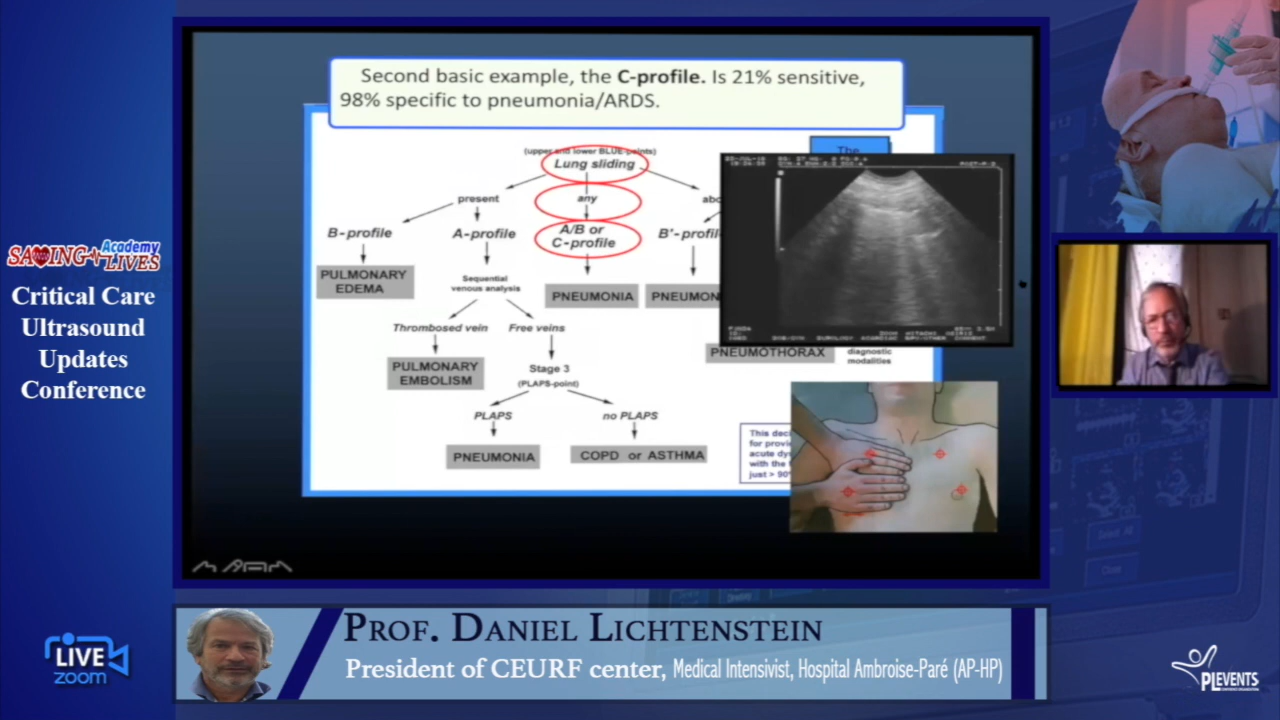 Second basic example, the C-profile. Is 21% sensitive,
98% specific to pneumonia/ARDS.
(upper and lower BLUE-points)
The
Lung sliding
present
any
B-profile
A-profile
A/B or
C-profile
B'-profil
PULMONARY
EDEMA
Sequential
venous analysis
PNEUMONIA
PNEUMON
Thrombosed vein
Free veins
PULMONARY
EMBOLISM
Stage 3
(PLAPS-point)
PNEUMOTHORAX
diagnostic
modalities
PLAPS
no PLAPS
PNEUMONIA
COPD or ASTHMA
This deci
for provi
acute dy
with the
just > 90
SAVING LIVES
Academy
Critical Care
Ultrasound
Updates
Conference
LIVE
zoom
PROF. DANIEL LICHTENSTEIN
President of CEURF center, Medical Intensivist, Hospital Ambroise-Paré (AP-HP)
PLEVENTS